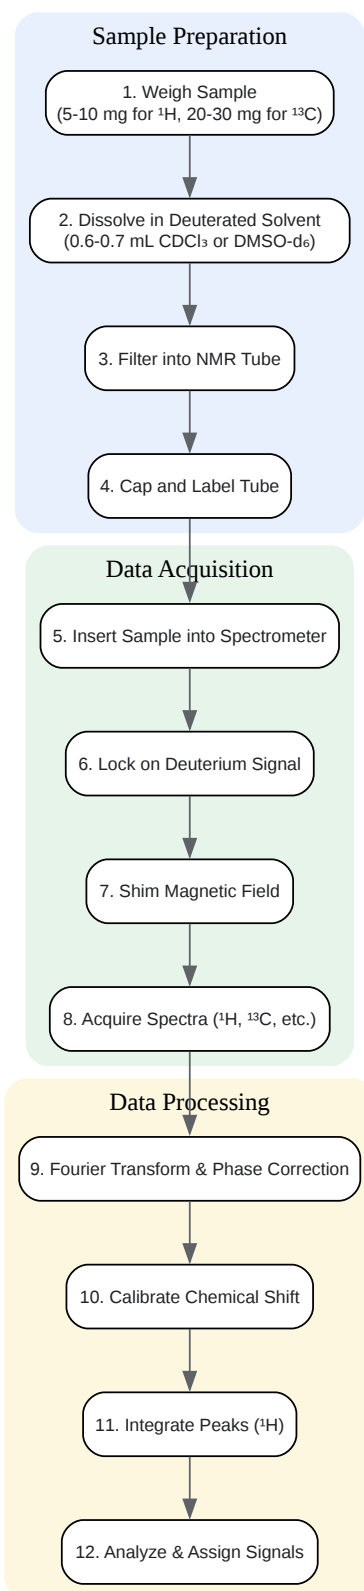 Sample Preparation
1. Weigh Sample
(5-10 mg for ¹H, 20-30 mg for ¹³C)
2. Dissolve in Deuterated Solvent
(0.6-0.7 mL CDCl₃ or DMSO-d₆)
3. Filter into NMR Tube
4. Cap and Label Tube
Data Acquisition
5. Insert Sample into Spectrometer
6. Lock on Deuterium Signal
7. Shim Magnetic Field
8. Acquire Spectra (¹H, ¹³C, etc.)
Data Processing
9. Fourier Transform & Phase Correction
10. Calibrate Chemical Shift
11. Integrate Peaks (¹H)
12. Analyze & Assign Signals